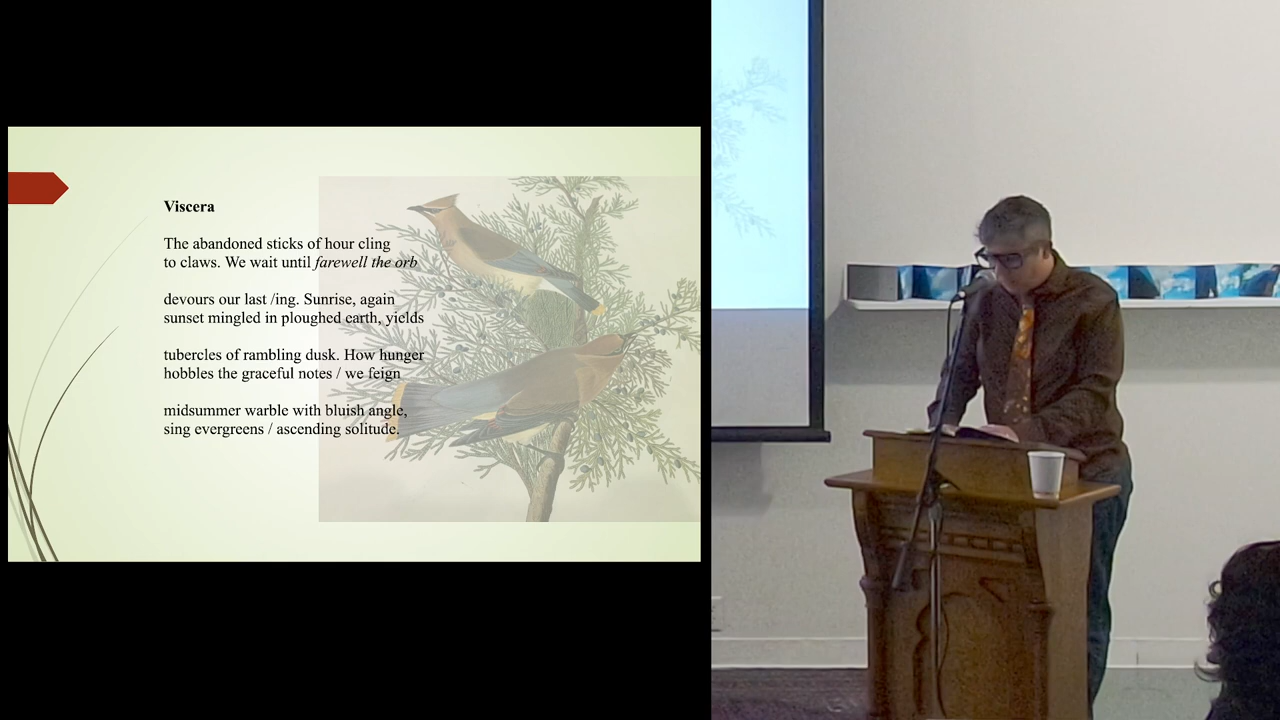 Viscera
The abandoned sticks of hour cling
to claws. We wait until farewell the orb
devours our last /ing. Sunrise, again
sunset mingled in ploughed earth, yields
tubercles of rambling dusk. How hunger
hobbles the graceful notes / we feign
midsummer warble with bluish angle,
sing evergreens / ascending solitude.